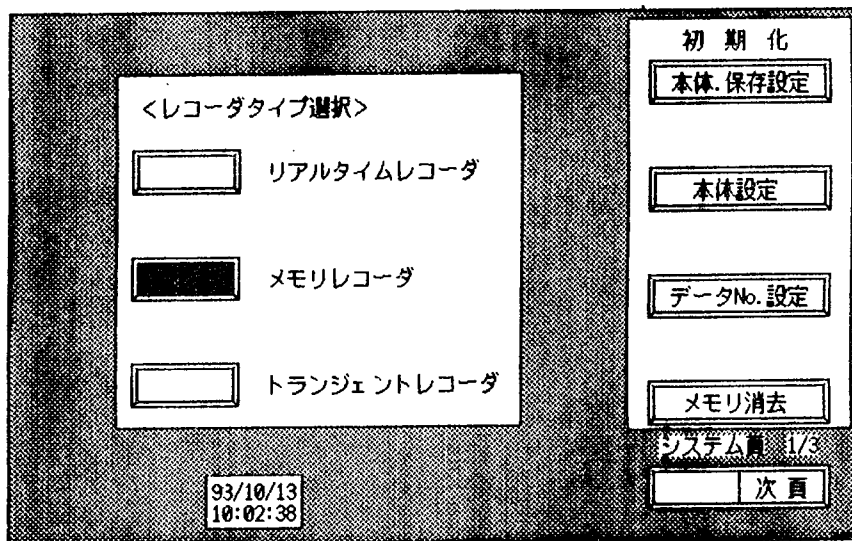 <レコーダタイプ選択>
リアルタイムレコーダ
メモリレコーダ
トランジェントレコーダ
93/10/13
10:02:38
初期化
本体.保存設定
本体設定
データNo.設定
メモリ消去
システム頁 1/3
次頁